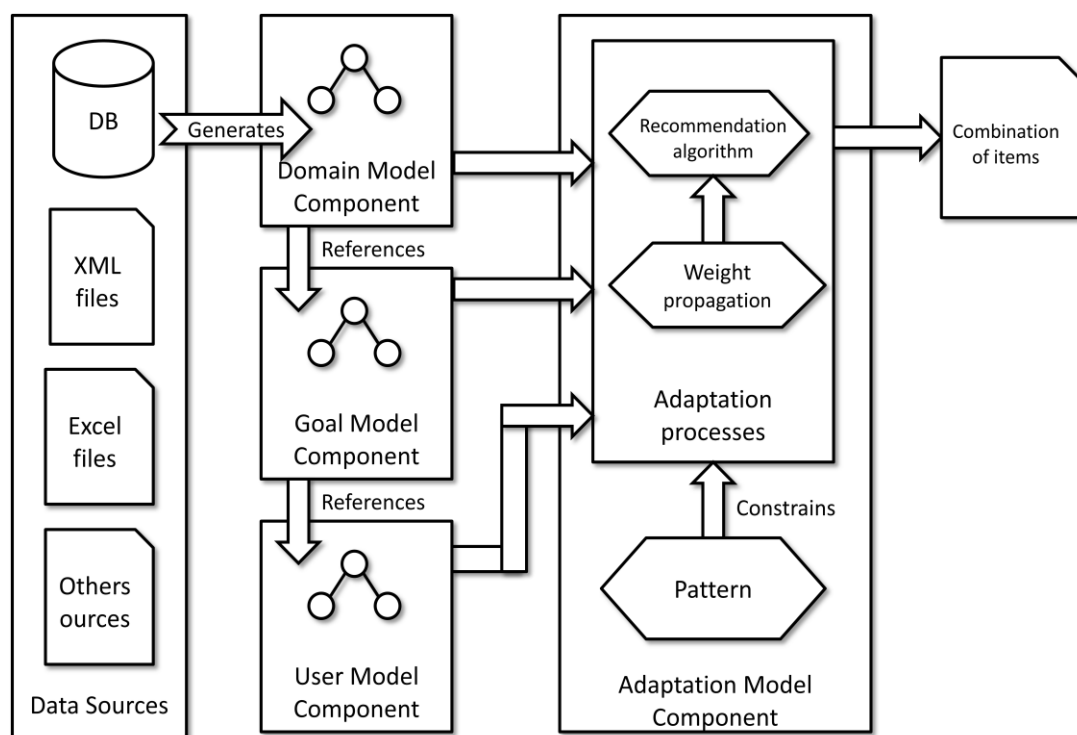 DB
XML
files
Excel
files
Others
ources
Data Sources
Generates
Domain Model
Component
References
Goal Model
Component
References
User Model
Component
Recommendation
algorithm
Weight
propagation
Adaptation
processes
Constrains
Pattern
Adaptation Model
Component
Combination
of items